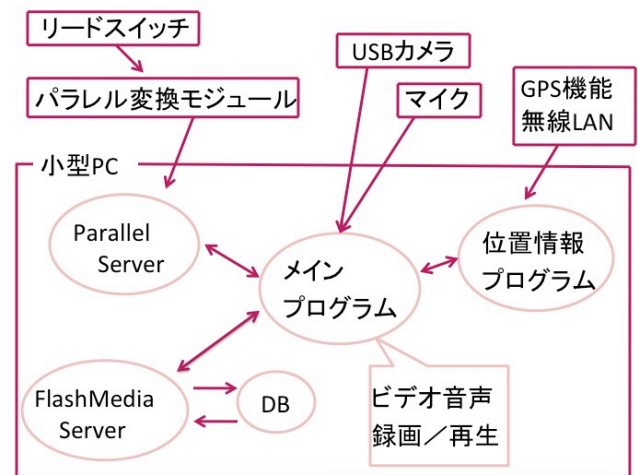 リードスイッチ
USBカメラ
パラレル変換モジュール
マイク
GPS機能
無線LAN
小型PC
Parallel
Server
メイン
プログラム
位置情報
プログラム
FlashMedia
Server
DB
ビデオ音声
録画／再生